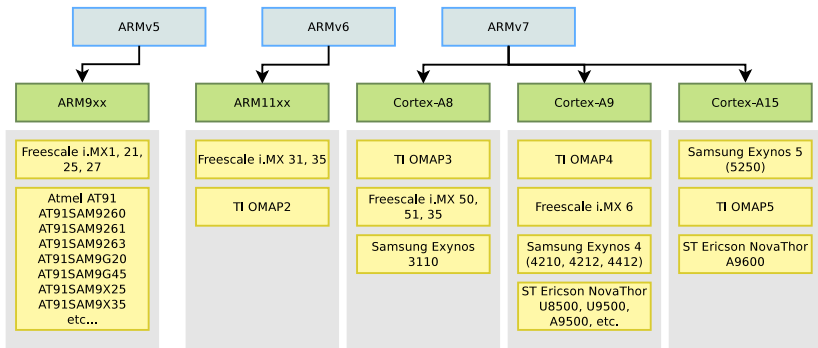 ARMv5
ARMv6
ARMv7
ARM9xx
ARM11xx
Cortex-A8
Cortex-A9
Cortex-A15
Freescale i.MX1, 21,
25, 27
Atmel AT91
AT91SAM9260
AT91SAM9261
AT91SAM9263
AT91SAM9G20
AT91SAM9G45
AT91SAM9X25
AT91SAM9X35
etc...
Freescale i.MX 31, 35
TI OMAP2
TI OMAP3
Freescale i.MX 50,
51, 35
Samsung Exynos
3110
TI OMAP4
Freescale i.MX 6
Samsung Exynos 4
(4210, 4212, 4412)
ST Ericson NovaThor
U8500, U9500,
A9500, etc.
Samsung Exynos 5
(5250)
TI OMAP5
ST Ericson NovaThor
A9600